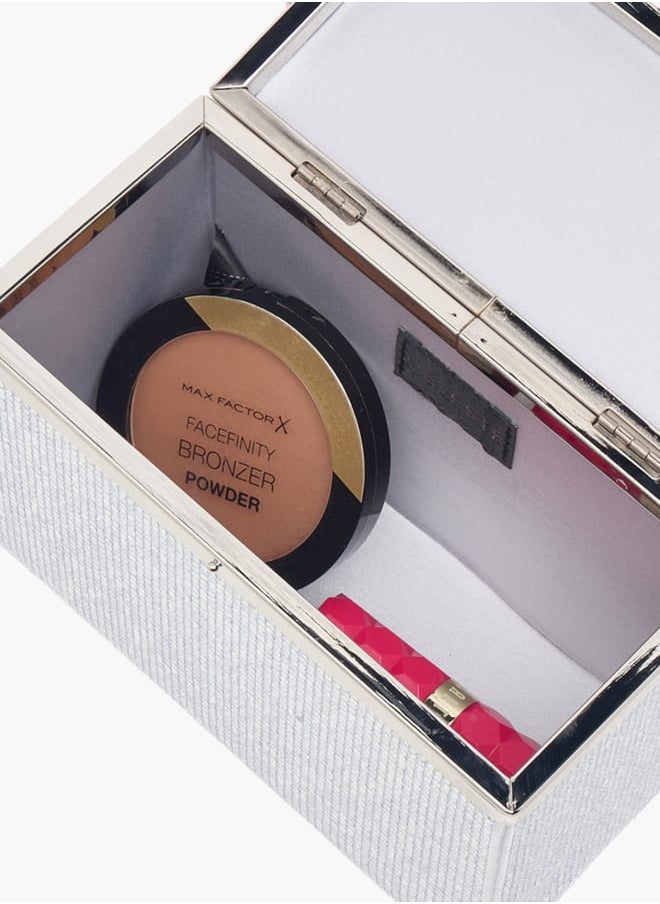 MAX FACTOR X
FACEFINITY
BRONZER
POWDER